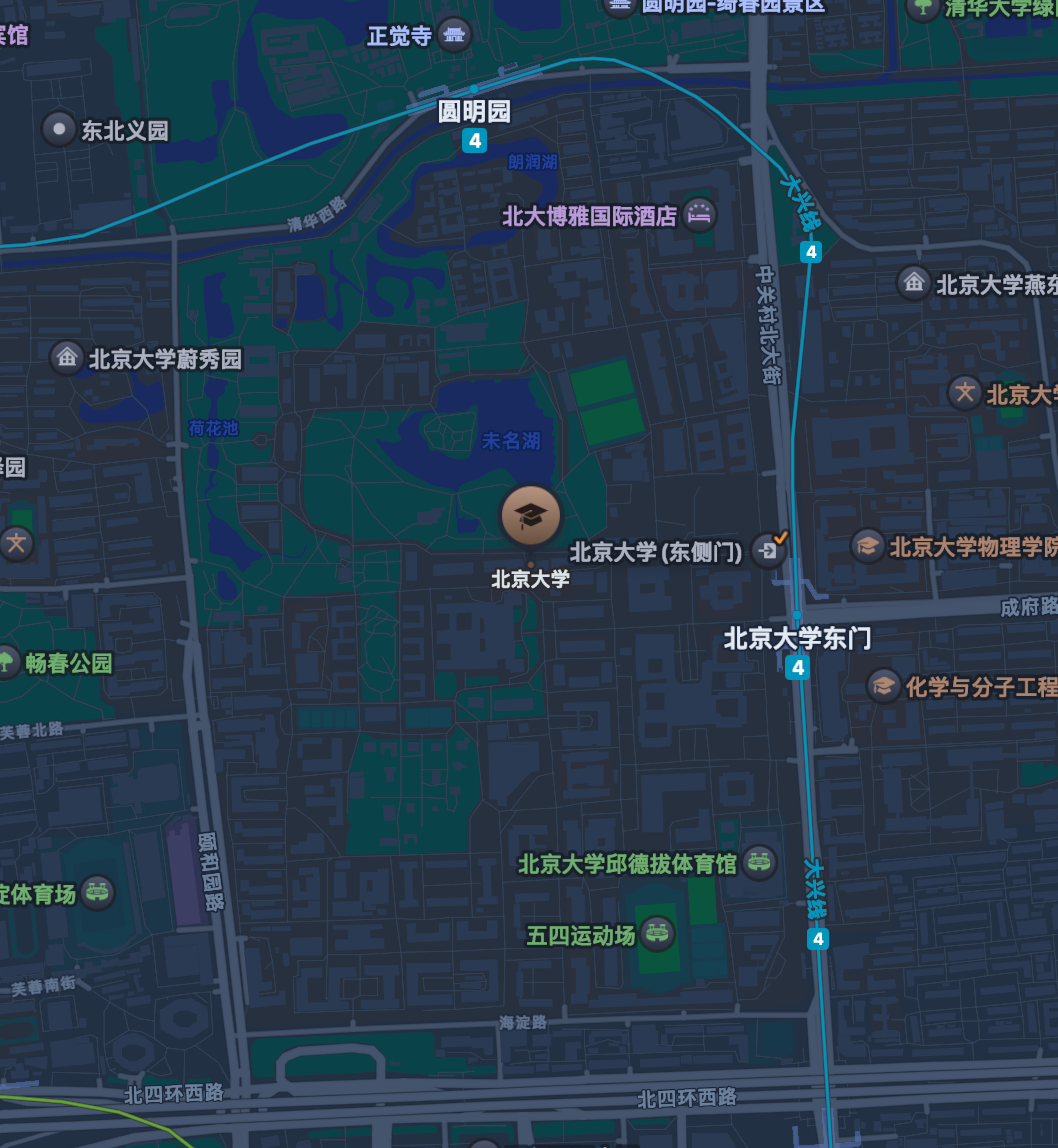 圆明园-绮春园景区
清华大学绿
宾馆
正觉寺
圆明园
4
东北义园
朗润湖
大兴线
清华西路
北大博雅国际酒店
4
中关村北大街
北京大学燕东
北京大学蔚秀园
北京大学
荷花池
未名湖
园
北京大学(东侧门)
北京大学物理学院
北京大学
成府路
北京大学东门
4
畅春公园
化学与分子工程
芙蓉北路
颐和园路
北京大学邱德拔体育馆
大兴线
淀体育场
五四运动场
4
芙蓉南街
海淀路
北四环西路
北四环西路